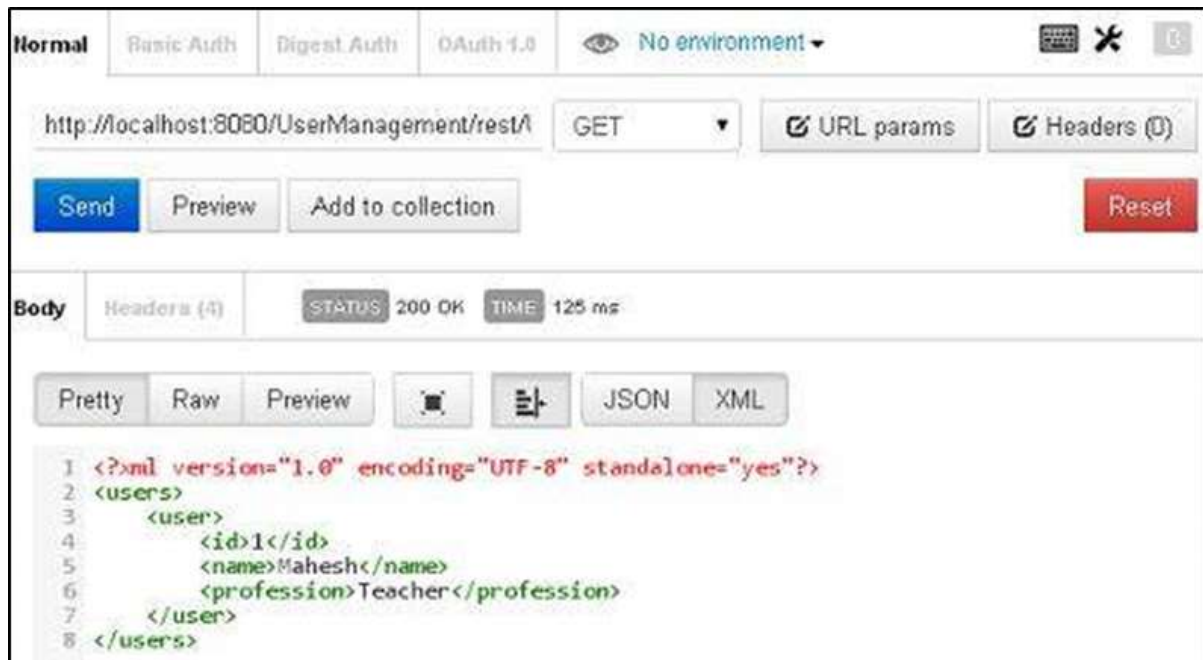 Normal Basic Auth Digest Auth OAuth 1.0 No environment
http://localhost:8080/UserManagement/rest/ GET URL params Headers (0)
Send Preview Add to collection Reset
Body Headers (4) STATUS 200 OK TIME 125 ms
Pretty Raw Preview JSON XML
1 <?xml version="1.0" encoding="UTF-8" standalone="yes"?>
2 <users>
3 <user>
4 <id>1</id>
5 <name>Mahesh</name>
6 <profession>Teacher</profession>
7 </user>
8 </users>